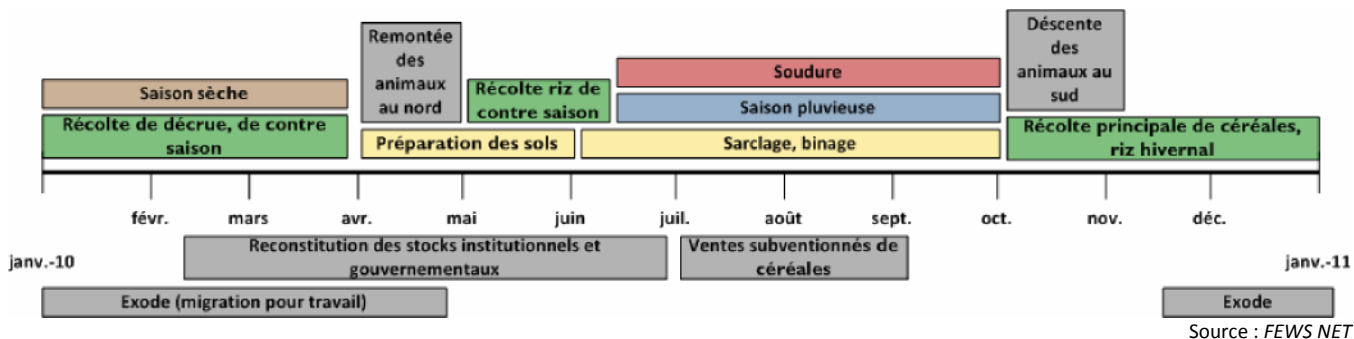 Remontée
des
animaux
au nord
Déscente
des
animaux au
sud
Soudure
Saison sèche
Récolte riz de
contre saison
Saison pluvieuse
Récolte de décrue, de contre
saison
Préparation des sols
Sarclage, binage
Récolte principale de céréales,
riz hivernal
févr.
mars
avr.
mai
juin
juil.
août
sept.
oct.
nov.
déc.
janv.-10
Reconstitution des stocks institutionnels et
gouvernementaux
Ventes subventionnés de
céréales
janv.-11
Exode (migration pour travail)
Exode
Source : FEWS NET